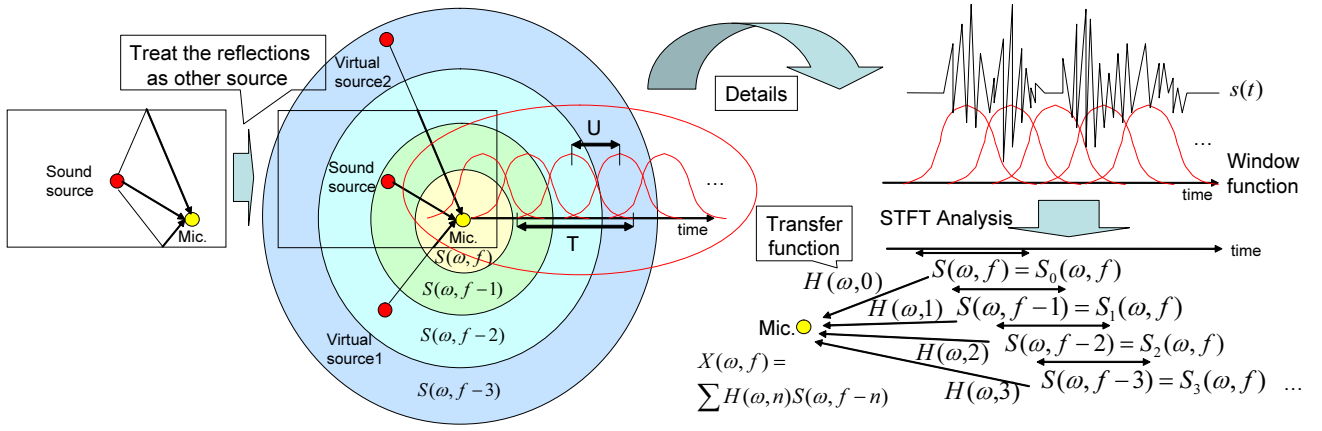 Treat the reflections
as other source
Sound
source
Mic.
Virtual
source2
Sound
source
Mic.
Virtual
source1
S(ω, f)
S(ω, f−1)
S(ω, f−2)
S(ω, f−3)
U
T
...
time
Details
s(t)
...
Window
function
time
STFT Analysis
time
Transfer
function
H(ω,0)
H(ω,1)
H(ω,2)
H(ω,3)
Mic.
S(ω, f) = S₀(ω, f)
S(ω, f−1) = S₁(ω, f)
S(ω, f−2) = S₂(ω, f)
S(ω, f−3) = S₃(ω, f) ...
X(ω, f) =
∑ H(ω,n)S(ω, f−n)